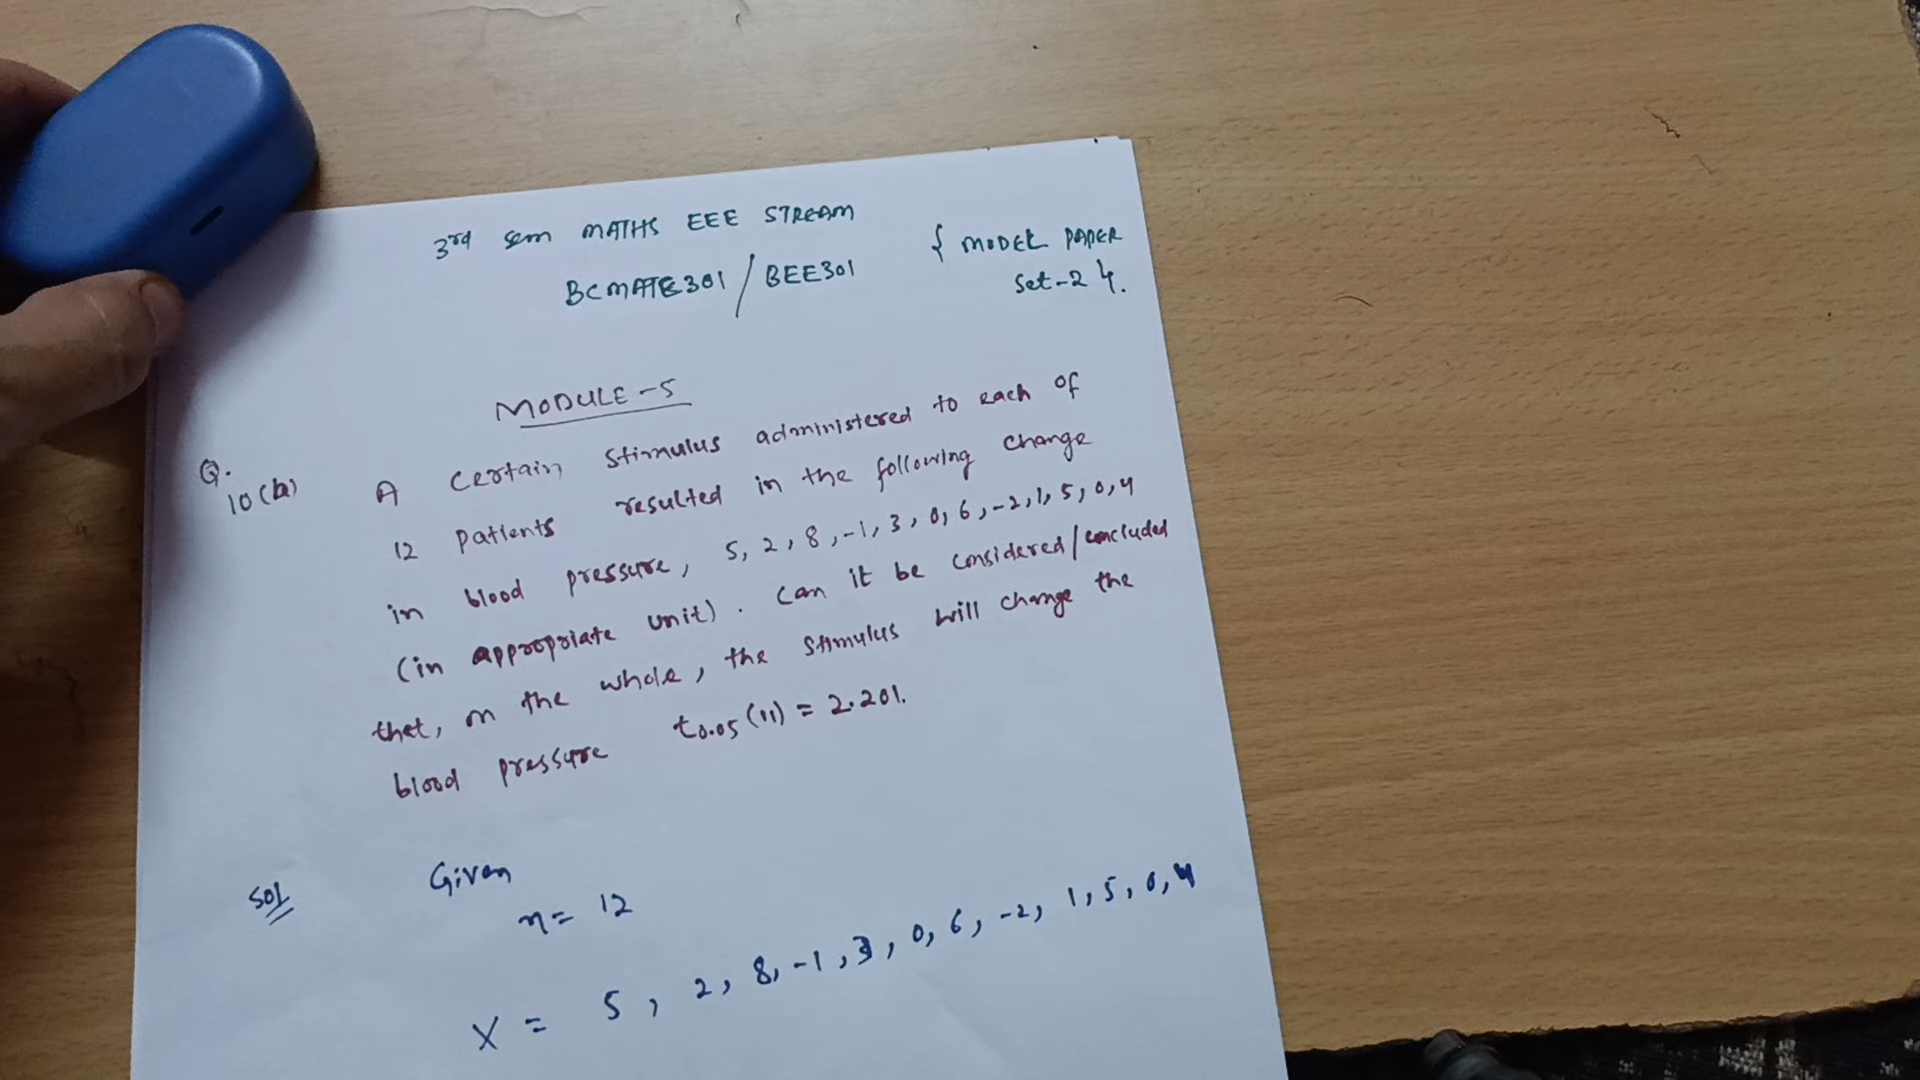 3rd sem MATHS EEE STREAM
BCMATE301/BEE301 { MODEL PAPER
Set-2 }.
MODULE-5
Q.
10(b) A certain stimulus administered to each of
12 patients resulted in the following change
in blood pressure, 5, 2, 8, -1, 3, 0, 6, -2, 1, 5, 0, 4
(in appropriate unit). Can it be considered/concluded
that, on the whole, the stimulus will change the
blood pressure t0.05 (11) = 2.201.
Sol Given
n = 12
X = 5, 2, 8, -1, 3, 0, 6, -2, 1, 5, 0, 4